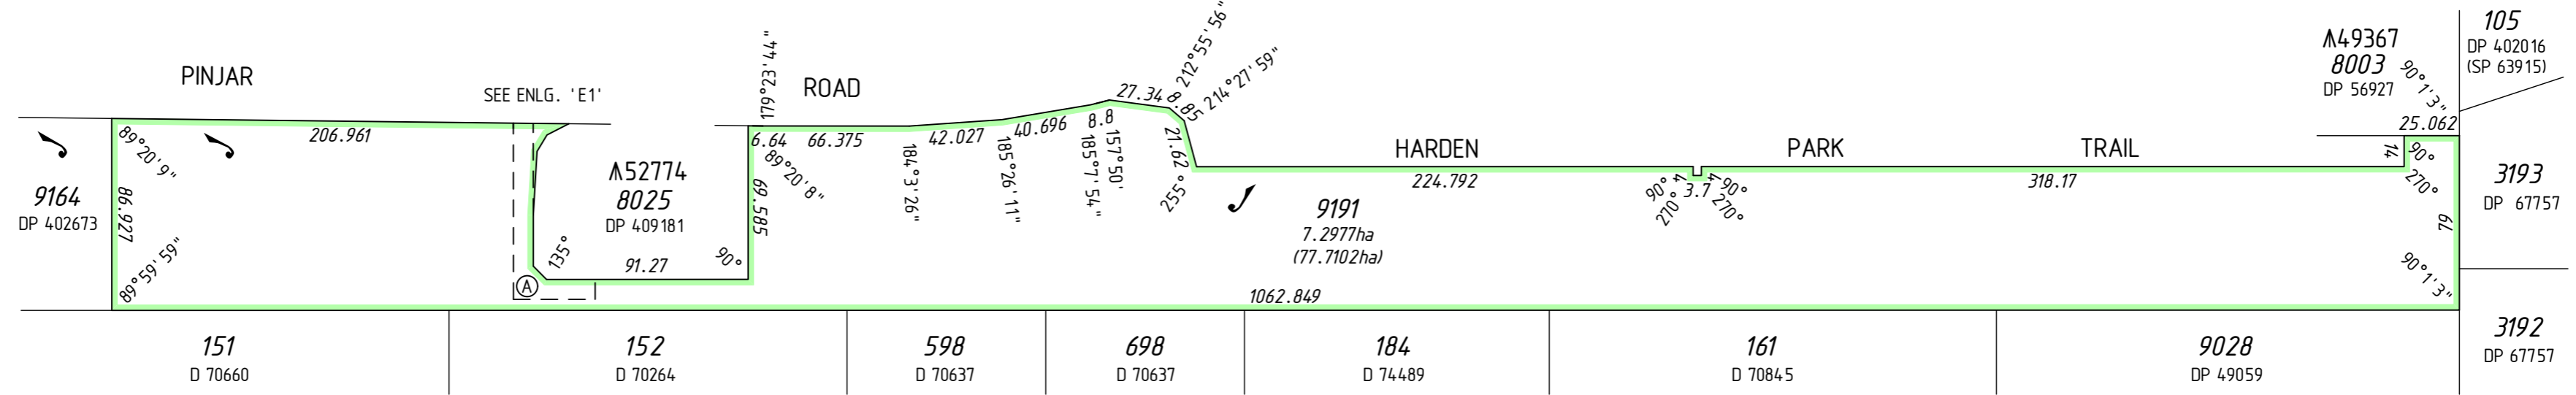 PINJAR
SEE ENLG. 'E1'
ROAD
179°23'44"
212°55'56"
214°27'59"
⩚49367
8003
DP 56927
90°1'3"
105
DP 402016
(SP 63915)
206.961
89°20'9"
6.64
66.375
42.027
40.696
8.8
27.34
8.85
21.62
89°20'8"
184°3'26"
185°26'11"
185°7'54"
157°50'
255°
HARDEN
PARK
TRAIL
25.062
14
90°
270°
9164
DP 402673
86.927
89°59'59"
⩚52774
8025
DP 409181
69.585
135°
91.27
90°
A
224.792
90°
270°
1
3.7
1
90°
270°
318.17
9191
7.2977ha
(77.7102ha)
3193
DP 67757
79
90°1'3"
1062.849
151
D 70660
152
D 70264
598
D 70637
698
D 70637
184
D 74489
161
D 70845
9028
DP 49059
3192
DP 67757